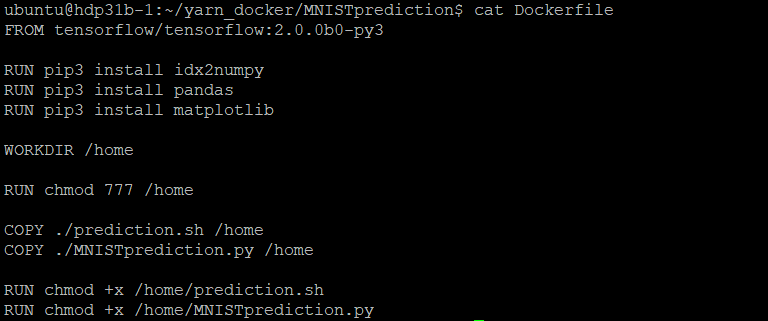 ubuntu@hdp31b-1:~/yarn_docker/MNISTprediction$ cat Dockerfile
FROM tensorflow/tensorflow:2.0.0b0-py3
RUN pip3 install idx2numpy
RUN pip3 install pandas
RUN pip3 install matplotlib
WORKDIR /home
RUN chmod 777 /home
COPY ./prediction.sh /home
COPY ./MNISTprediction.py /home
RUN chmod +x /home/prediction.sh
RUN chmod +x /home/MNISTprediction.py